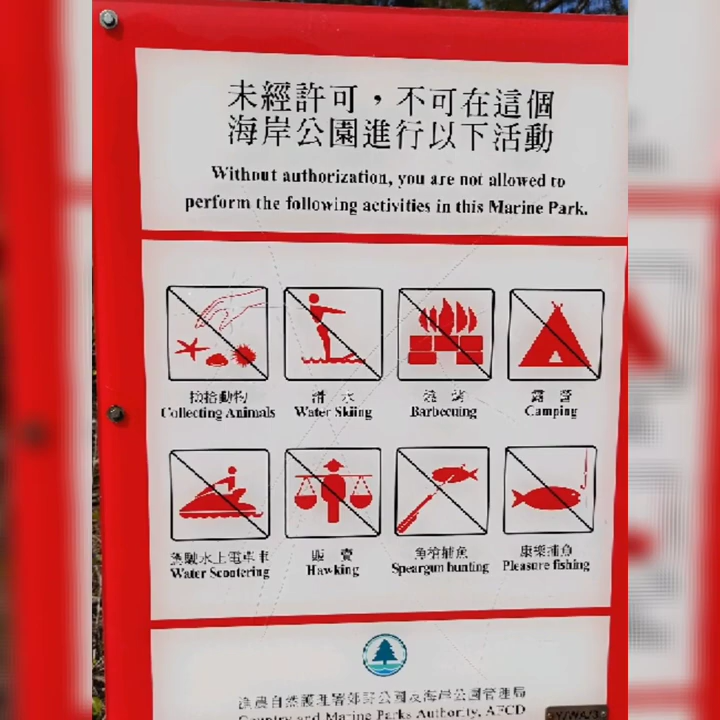 未經許可，不可在這個
海岸公園進行以下活動
Without authorization, you are not allowed to
perform the following activities in this Marine Park.
撿拾動物 滑水 燒烤 露營
Collecting Animals Water Skiing Barbecuing Camping
駕駛水上電單車 販賣 魚槍捕魚 康樂捕魚
Water Scootering Hawking Speargun hunting Pleasure fishing
漁農自然護理署郊野公園及海岸公園管理局
Country and Marine Parks Authority, AFCD